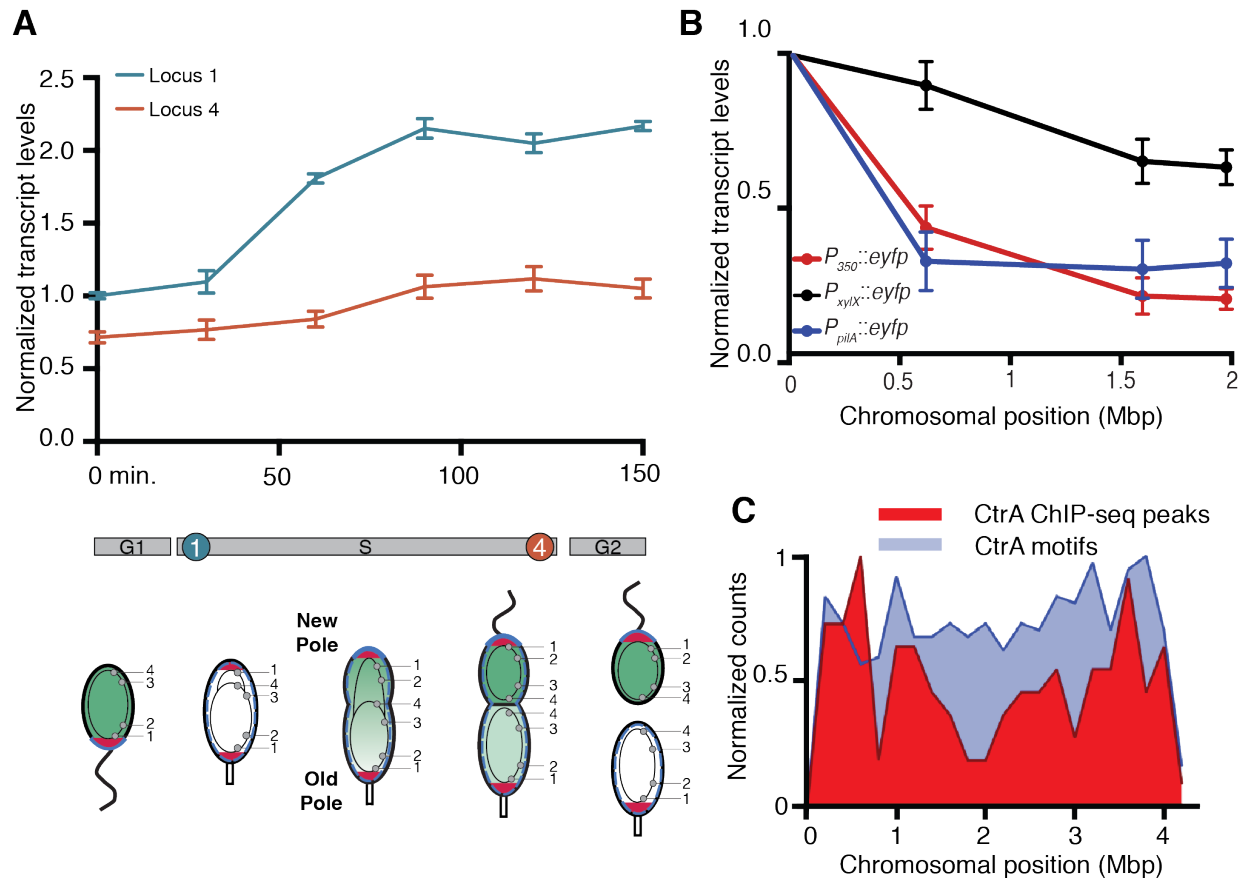 A
Normalized transcript levels
2.5
2.0
1.5
1.0
0.5
0.0
Locus 1
Locus 4
0 min.
50
100
150
G1
1
S
4
G2
4
3
2
1
1
4
3
2
1
New
Pole
Old
Pole
1
2
4
3
2
1
1
2
3
4
4
3
2
1
1
2
3
4
4
3
2
1
B
Normalized transcript levels
1.0
0.5
0.0
P350::eyfp
PxylX::eyfp
PpilA::eyfp
0
0.5
1
1.5
2
Chromosomal position (Mbp)
C
CtrA ChIP-seq peaks
CtrA motifs
Normalized counts
1
0.5
0
0
1
2
3
4
Chromosomal position (Mbp)